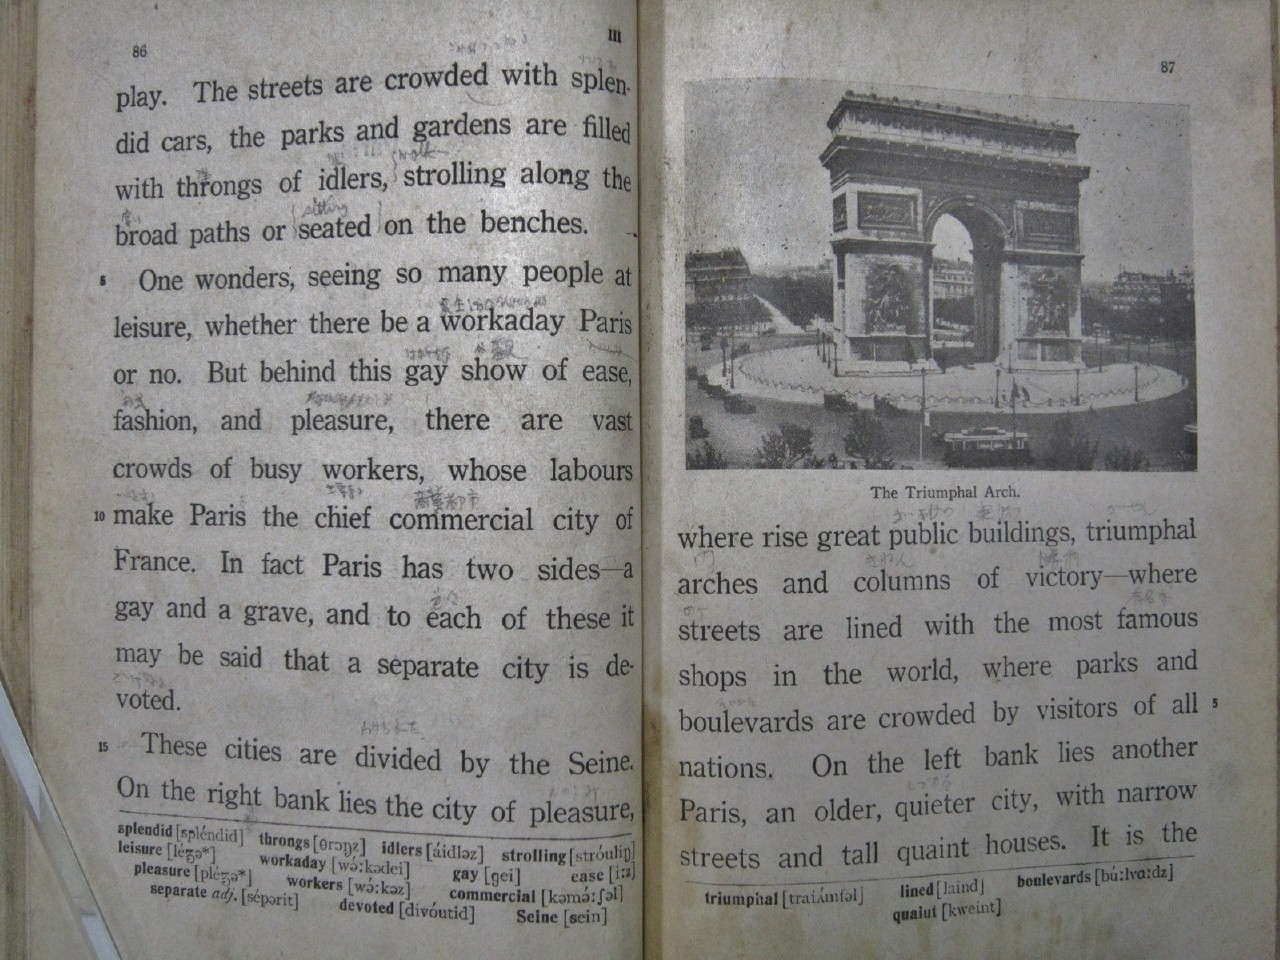 86
III
play. The streets are crowded with splen-
did cars, the parks and gardens are filled
walk
with throngs of idlers, strolling along the
sitting
broad paths or seated on the benches.
5 One wonders, seeing so many people at
leisure, whether there be a workaday Paris
or no. But behind this gay show of ease,
fashion, and pleasure, there are vast
crowds of busy workers, whose labours
商業都市
10 make Paris the chief commercial city of
France. In fact Paris has two sides—a
gay and a grave, and to each of these it
may be said that a separate city is de-
voted.
15 These cities are divided by the Seine.
On the right bank lies the city of pleasure,
splendid [spléndid] throngs [θrɔŋz] idlers [áidləz] strolling [stróuliŋ]
leisure [léʒə*] workaday [wə́:kədei] gay [gei] ease [i:z]
pleasure [pléʒə*] workers [wə́:kəz] commercial [kəmə́:ʃəl]
separate adj. [sépərit] devoted [divóutid] Seine [sein]
87
The Triumphal Arch.
where rise great public buildings, triumphal
arches and columns of victory—where
streets are lined with the most famous
shops in the world, where parks and
boulevards are crowded by visitors of all 5
nations. On the left bank lies another
Paris, an older, quieter city, with narrow
streets and tall quaint houses. It is the
triumphal [traiʌ́mfəl] lined [laind] boulevards [bú:lvɑ:dz]
quaint [kweint]